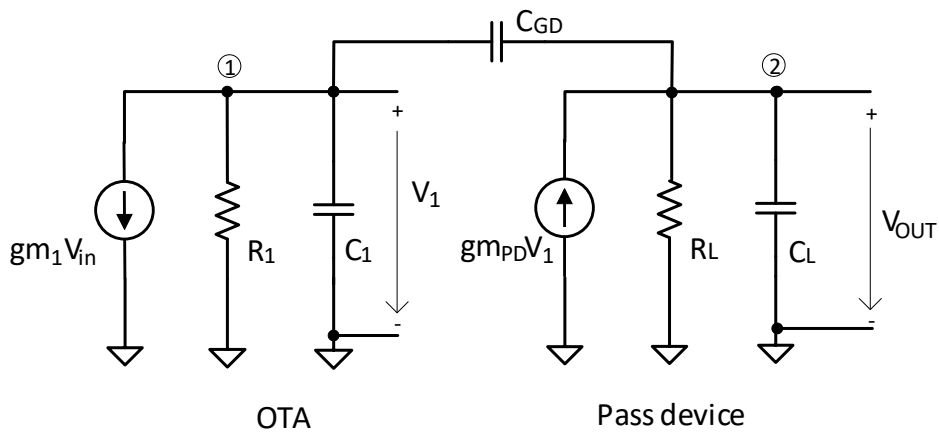 CGD
①
②
+
+
gm1Vin
R1
C1
V1
gmPDV1
RL
CL
VOUT
-
-
OTA
Pass device